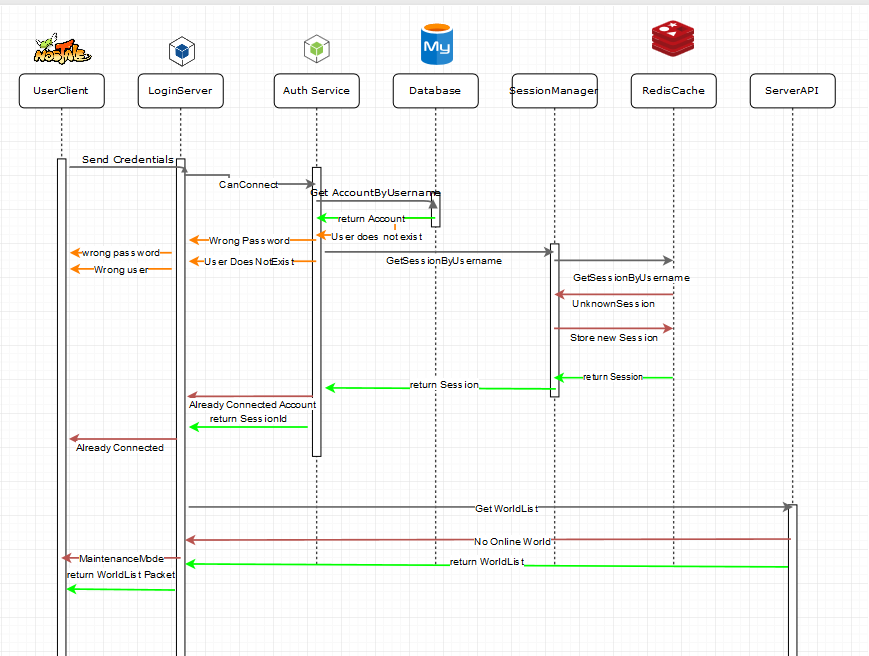 NosTale
My
UserClient
LoginServer
Auth Service
Database
SessionManager
RedisCache
ServerAPI
Send Credentials
CanConnect
Get AccountByUsername
return Account
User does not exist
Wrong Password
wrong password
GetSessionByUsername
User Does NotExist
Wrong user
GetSessionByUsername
UnknownSession
Store new Session
return Session
return Session
Already Connected Account
return SessionId
Already Connected
Get WorldList
No Online World
MaintenanceMode
return WorldList
return WorldList Packet